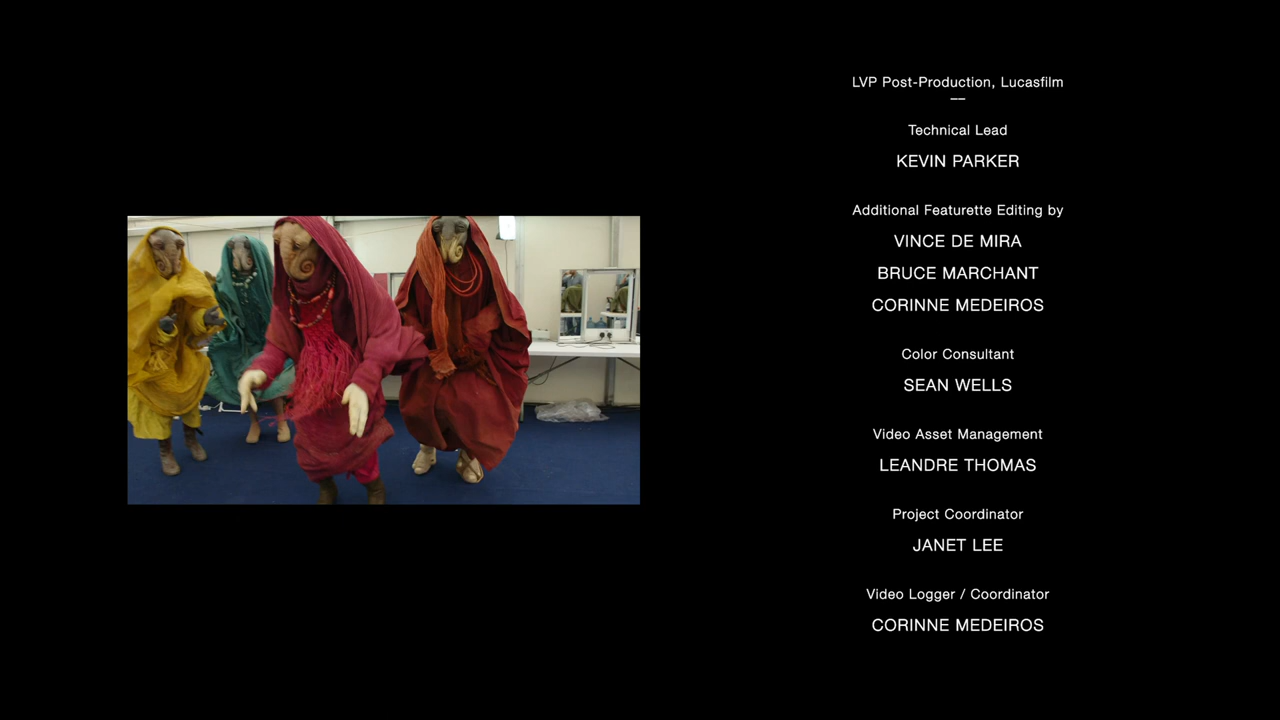 LVP Post-Production, Lucasfilm
—
Technical Lead
KEVIN PARKER
Additional Featurette Editing by
VINCE DE MIRA
BRUCE MARCHANT
CORINNE MEDEIROS
Color Consultant
SEAN WELLS
Video Asset Management
LEANDRE THOMAS
Project Coordinator
JANET LEE
Video Logger / Coordinator
CORINNE MEDEIROS